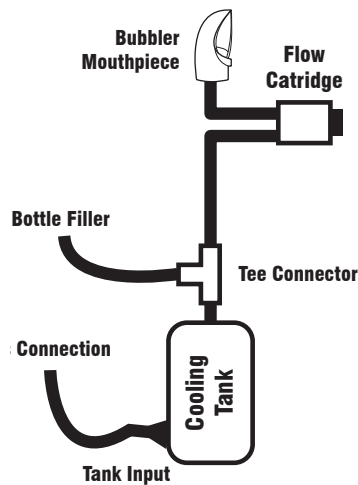 Bubbler
Mouthpiece
Flow
Catridge
Bottle Filler
Tee Connector
Connection
Cooling
Tank
Tank Input